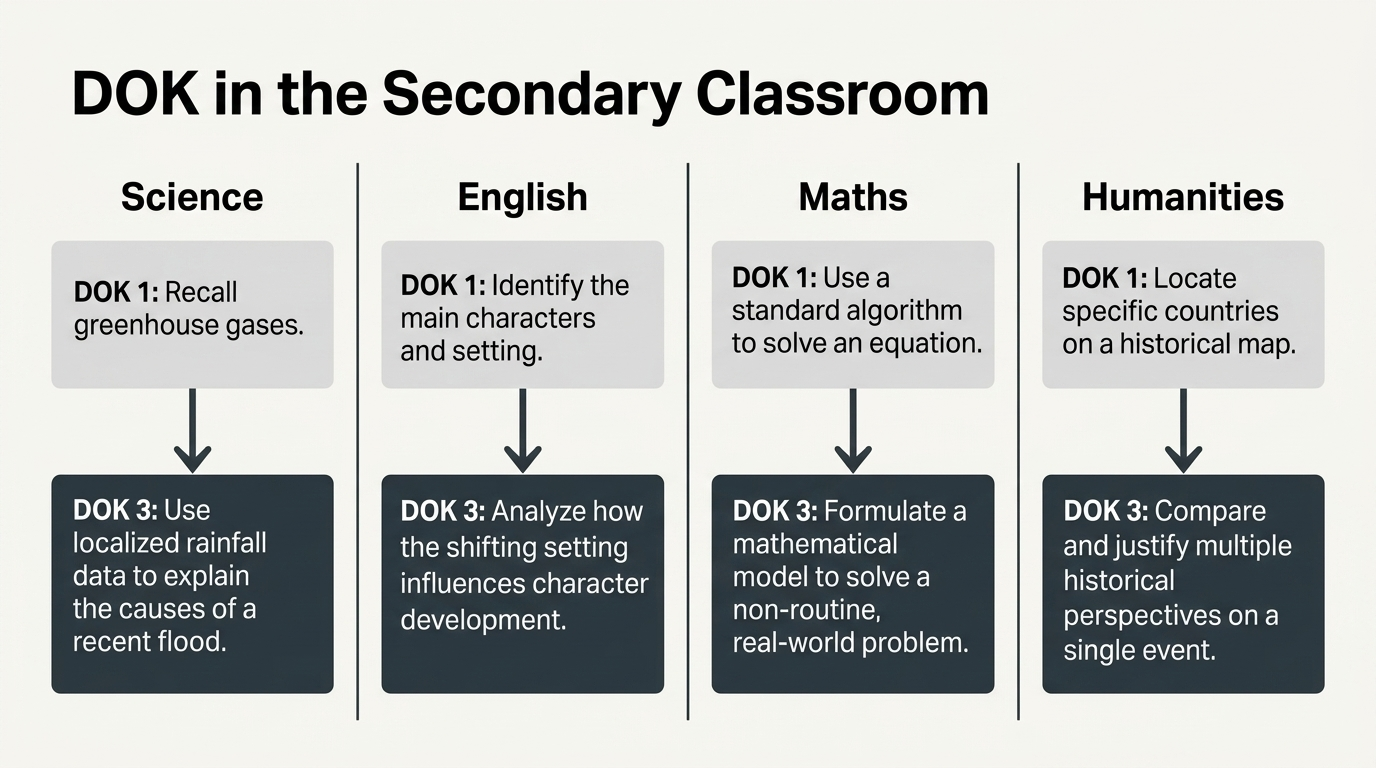 DOK in the Secondary Classroom
Science
DOK 1: Recall
greenhouse gases.
DOK 3: Use
localized rainfall
data to explain
the causes of a
recent flood.
English
DOK 1: Identify the
main characters
and setting.
DOK 3: Analyze how
the shifting setting
influences character
development.
Maths
DOK 1: Use a
standard algorithm
to solve an equation.
DOK 3: Formulate a
mathematical
model to solve a
non-routine,
real-world problem.
Humanities
DOK 1: Locate
specific countries
on a historical map.
DOK 3: Compare
and justify multiple
historical
perspectives on a
single event.